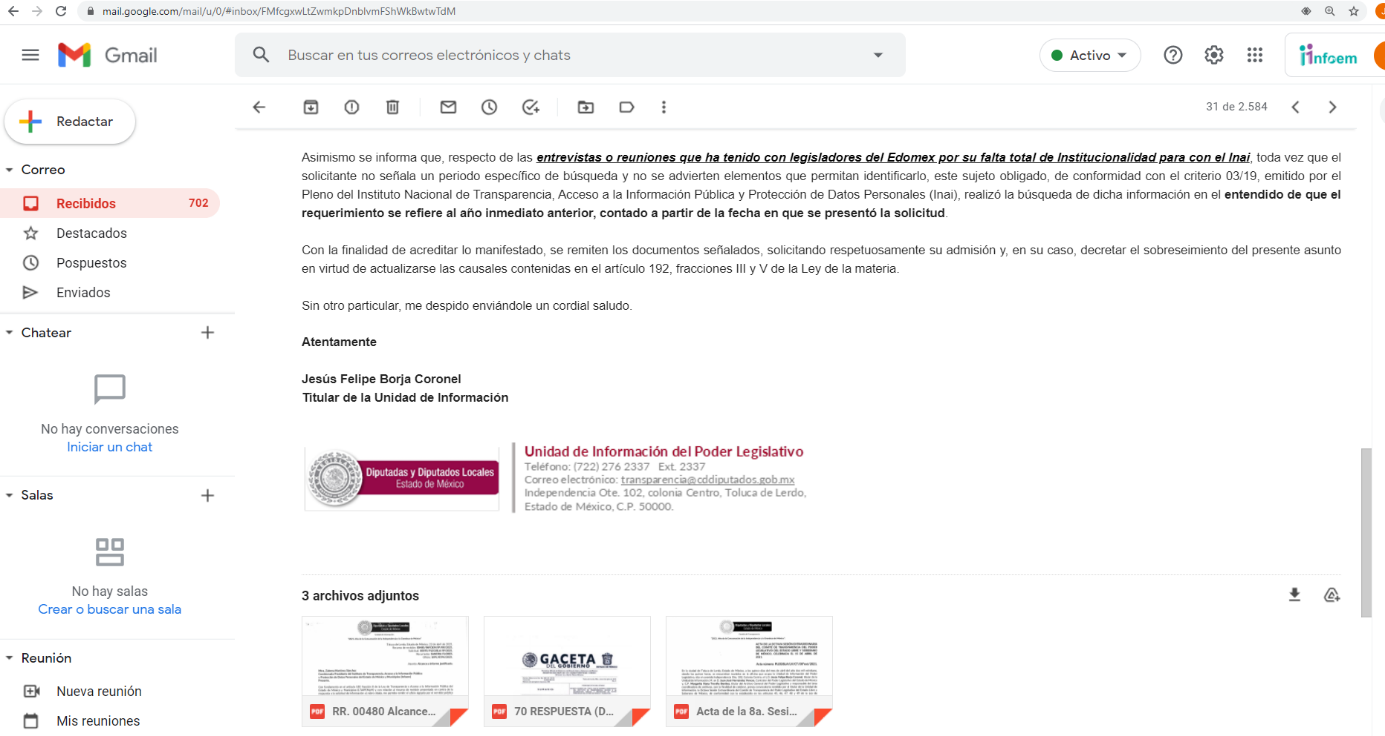 mail.google.com/mail/u/0/#inbox/FMfcgxwLtZwmkpDnblvmFShWkBwtwTdM
Gmail
Buscar en tus correos electrónicos y chats
Activo
infoem
Redactar
31 de 2.584
Correo
Recibidos 702
Destacados
Pospuestos
Enviados
Chatear
No hay conversaciones
Iniciar un chat
Salas
No hay salas
Crear o buscar una sala
Reunión
Nueva reunión
Mis reuniones
Asimismo se informa que, respecto de las entrevistas o reuniones que ha tenido con legisladores del Edomex por su falta total de Institucionalidad para con el Inai, toda vez que el
solicitante no señala un periodo específico de búsqueda y no se advierten elementos que permitan identificarlo, este sujeto obligado, de conformidad con el criterio 03/19, emitido por el
Pleno del Instituto Nacional de Transparencia, Acceso a la Información Pública y Protección de Datos Personales (Inai), realizó la búsqueda de dicha información en el entendido de que el
requerimiento se refiere al año inmediato anterior, contado a partir de la fecha en que se presentó la solicitud.
Con la finalidad de acreditar lo manifestado, se remiten los documentos señalados, solicitando respetuosamente su admisión y, en su caso, decretar el sobreseimiento del presente asunto
en virtud de actualizarse las causales contenidas en el artículo 192, fracciones III y V de la Ley de la materia.
Sin otro particular, me despido enviándole un cordial saludo.
Atentamente
Jesús Felipe Borja Coronel
Titular de la Unidad de Información
Diputadas y Diputados Locales
Estado de México
Unidad de Información del Poder Legislativo
Teléfono: (722) 276 2337 Ext. 2337
Correo electrónico: transparencia@cddiputados.gob.mx
Independencia Ote. 102, colonia Centro, Toluca de Lerdo,
Estado de México, C.P. 50000.
3 archivos adjuntos
GACETA
DEL GOBIERNO
PDF RR. 00480 Alcance...
PDF 70 RESPUESTA (D...
PDF Acta de la 8a. Sesi...